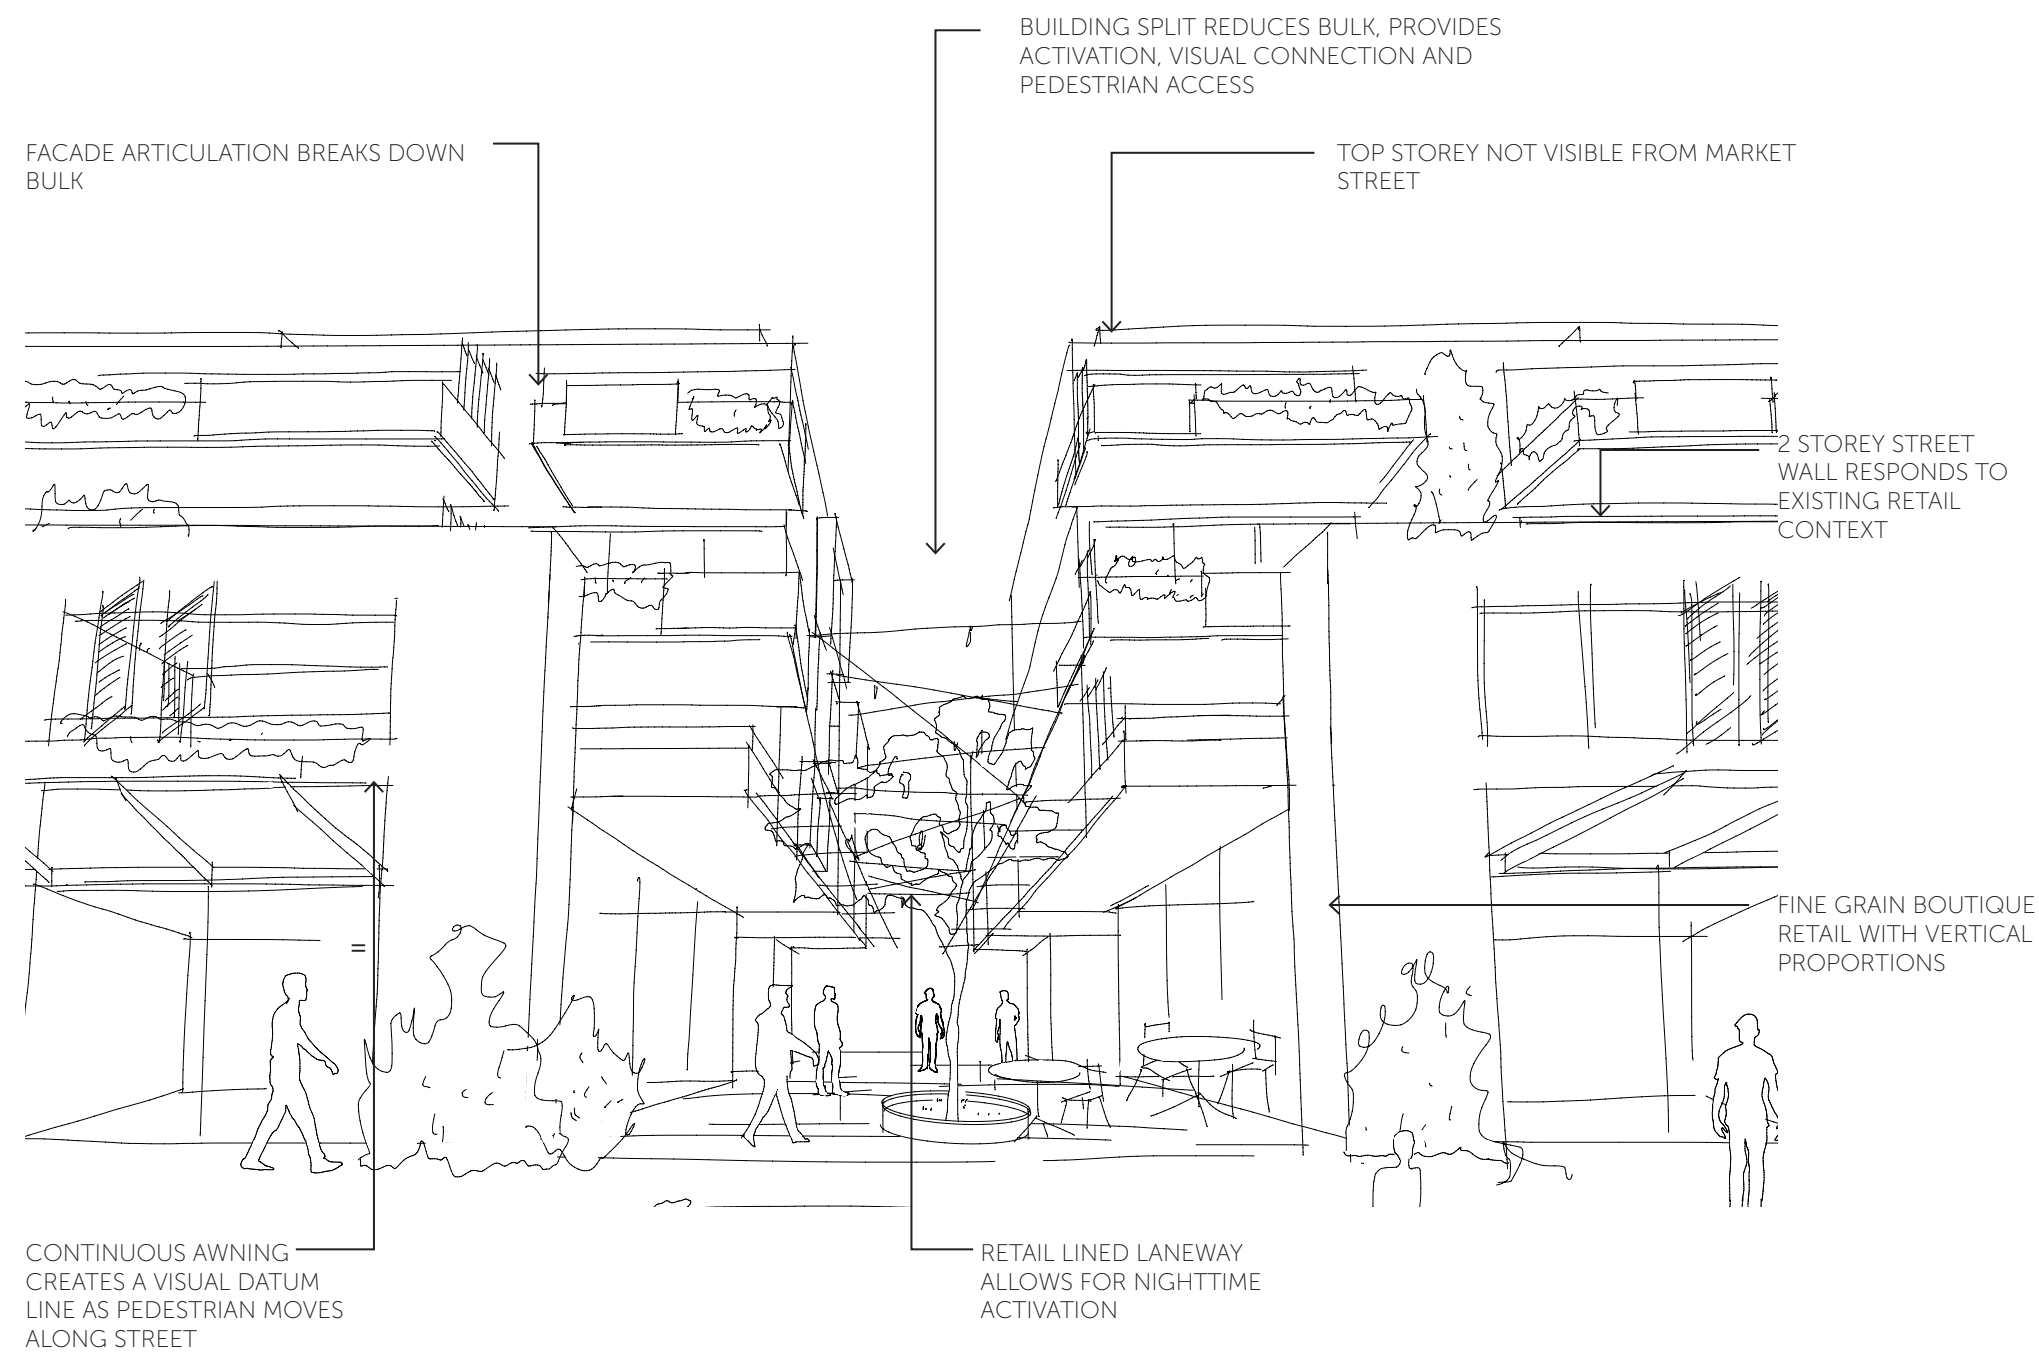 BUILDING SPLIT REDUCES BULK, PROVIDES
ACTIVATION, VISUAL CONNECTION AND
PEDESTRIAN ACCESS
FACADE ARTICULATION BREAKS DOWN
BULK
TOP STOREY NOT VISIBLE FROM MARKET
STREET
2 STOREY STREET
WALL RESPONDS TO
EXISTING RETAIL
CONTEXT
FINE GRAIN BOUTIQUE
RETAIL WITH VERTICAL
PROPORTIONS
CONTINUOUS AWNING
CREATES A VISUAL DATUM
LINE AS PEDESTRIAN MOVES
ALONG STREET
RETAIL LINED LANEWAY
ALLOWS FOR NIGHTTIME
ACTIVATION